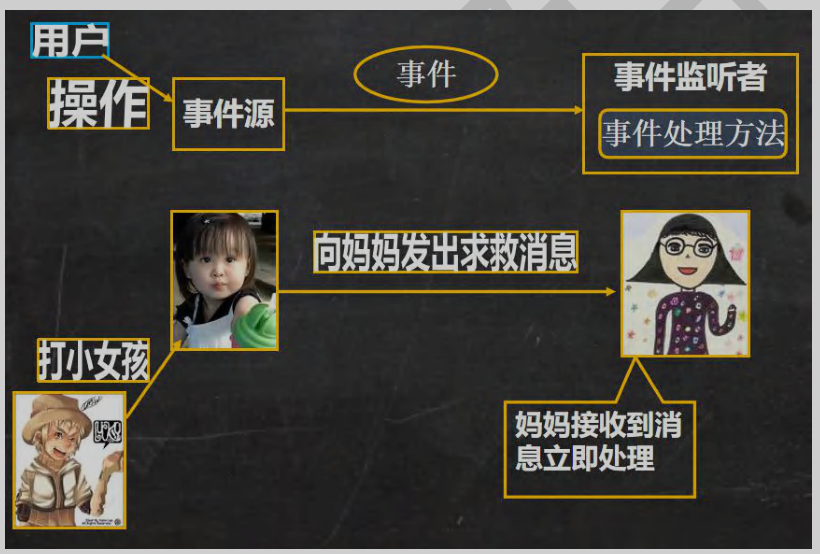 用户
操作
事件源
事件
事件监听者
事件处理方法
向妈妈发出求救消息
打小女孩
妈妈接收到消
息立即处理